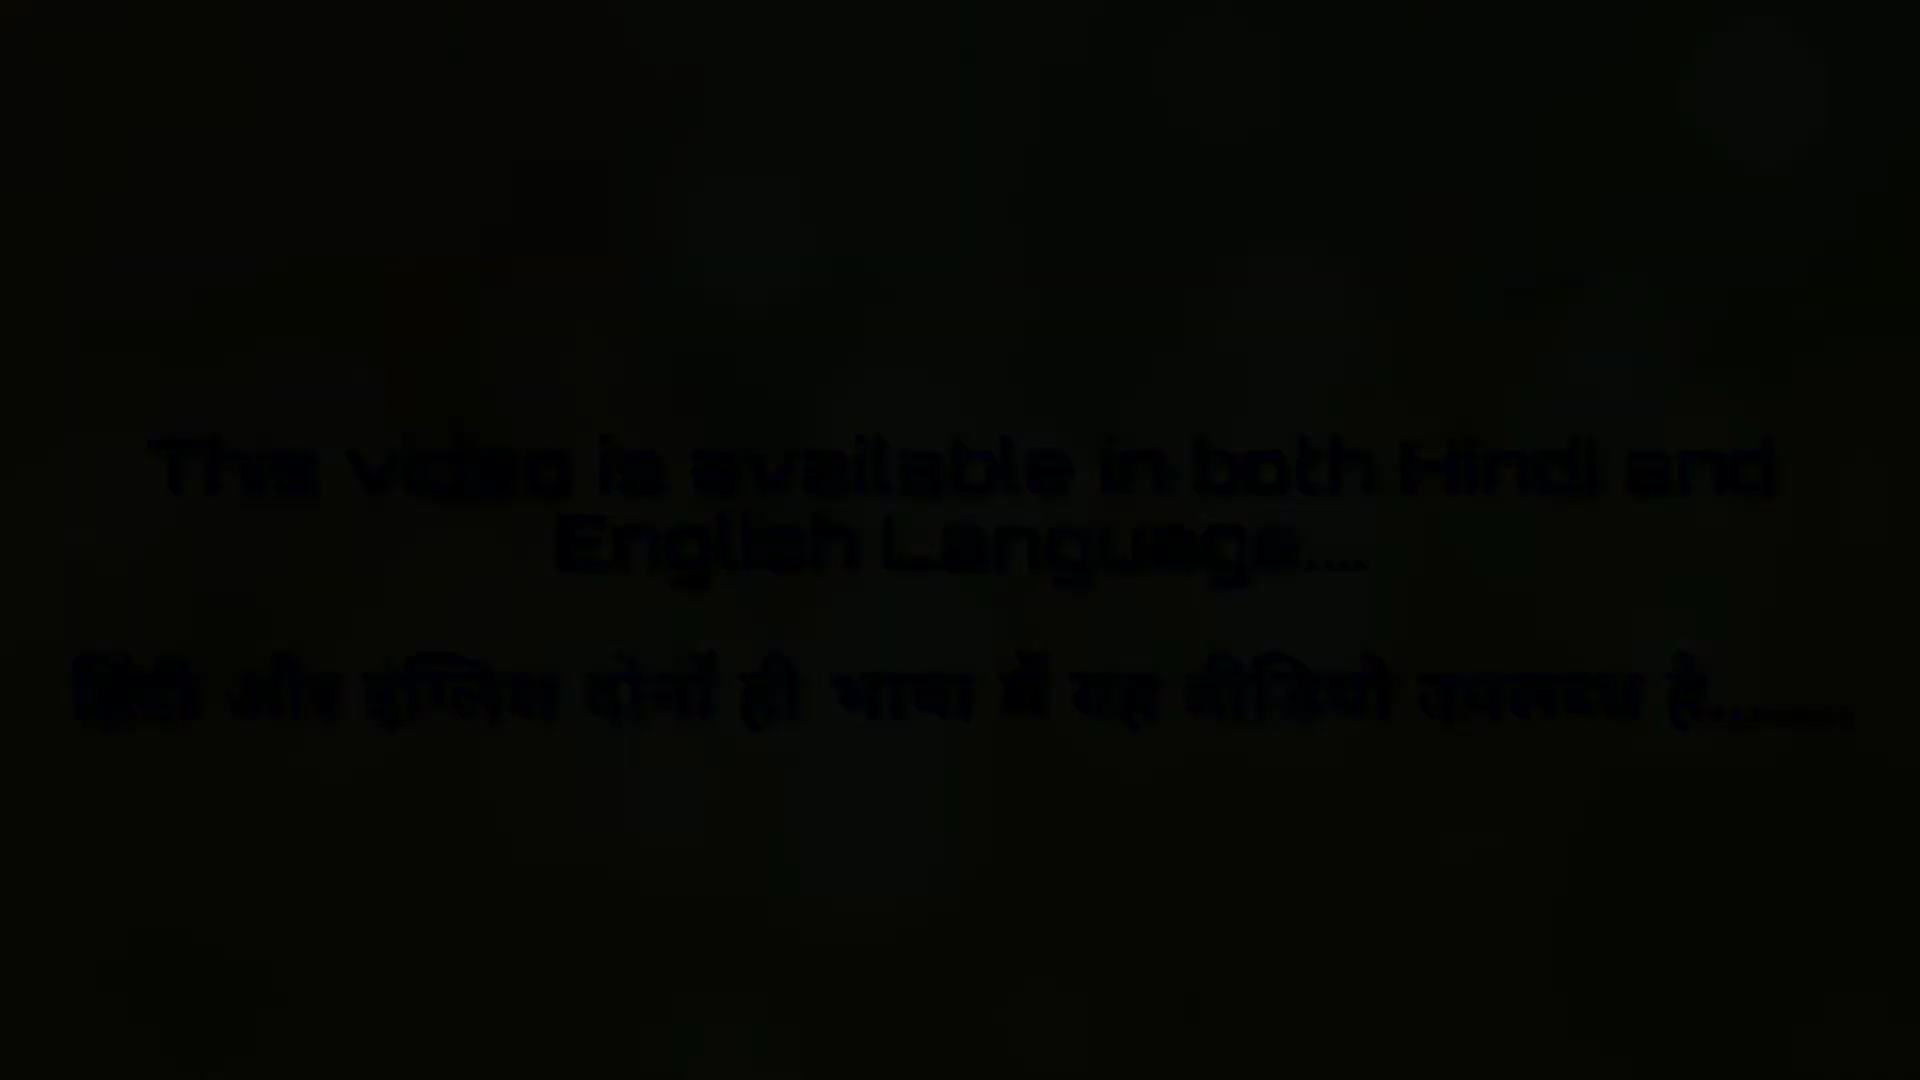 This video is available in both Hindi and
English Language....
हिंदी और इंग्लिश दोनों ही भाषा में यह वीडियो उपलब्ध है..........